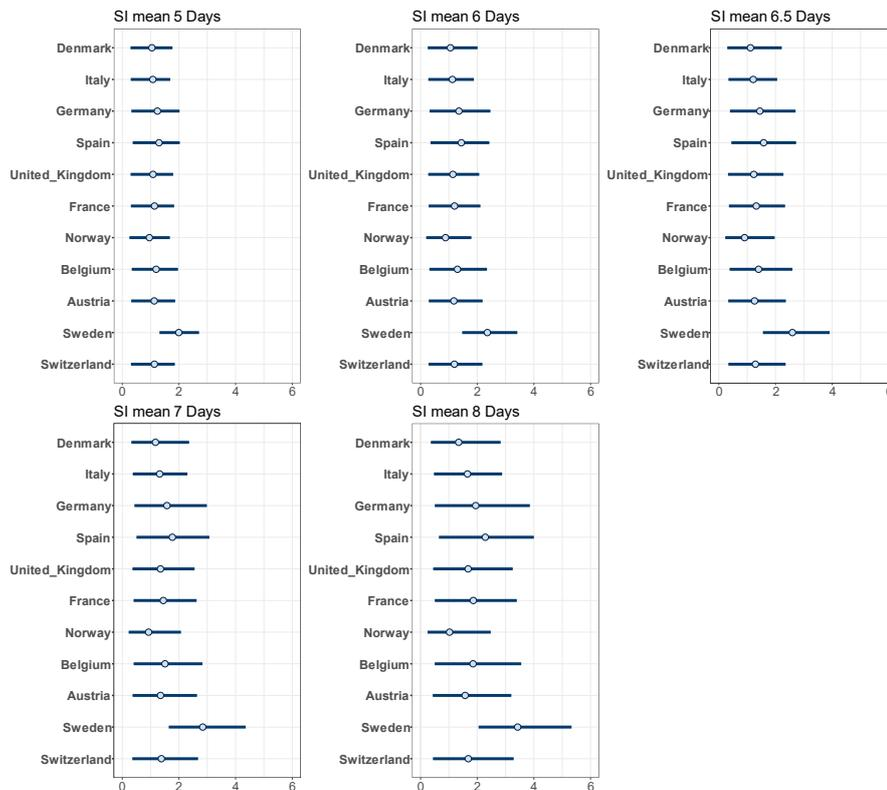 SI mean 5 Days
Denmark
Italy
Germany
Spain
United_Kingdom
France
Norway
Belgium
Austria
Sweden
Switzerland
0 2 4 6
SI mean 6 Days
Denmark
Italy
Germany
Spain
United_Kingdom
France
Norway
Belgium
Austria
Sweden
Switzerland
0 2 4 6
SI mean 6.5 Days
Denmark
Italy
Germany
Spain
United_Kingdom
France
Norway
Belgium
Austria
Sweden
Switzerland
0 2 4
SI mean 7 Days
Denmark
Italy
Germany
Spain
United_Kingdom
France
Norway
Belgium
Austria
Sweden
Switzerland
0 2 4 6
SI mean 8 Days
Denmark
Italy
Germany
Spain
United_Kingdom
France
Norway
Belgium
Austria
Sweden
Switzerland
0 2 4 6